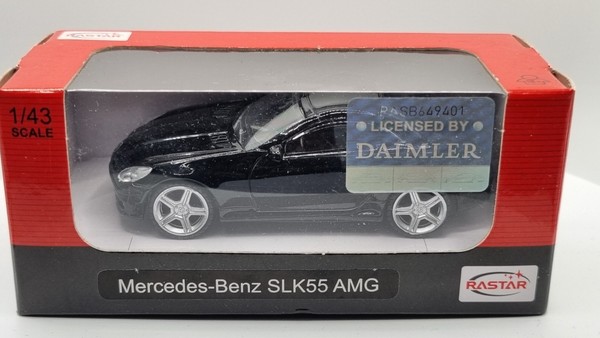 RASTAR
1/43
SCALE
RASB649401
• LICENSED BY •
DAIMLER
Mercedes-Benz SLK55 AMG
RASTAR